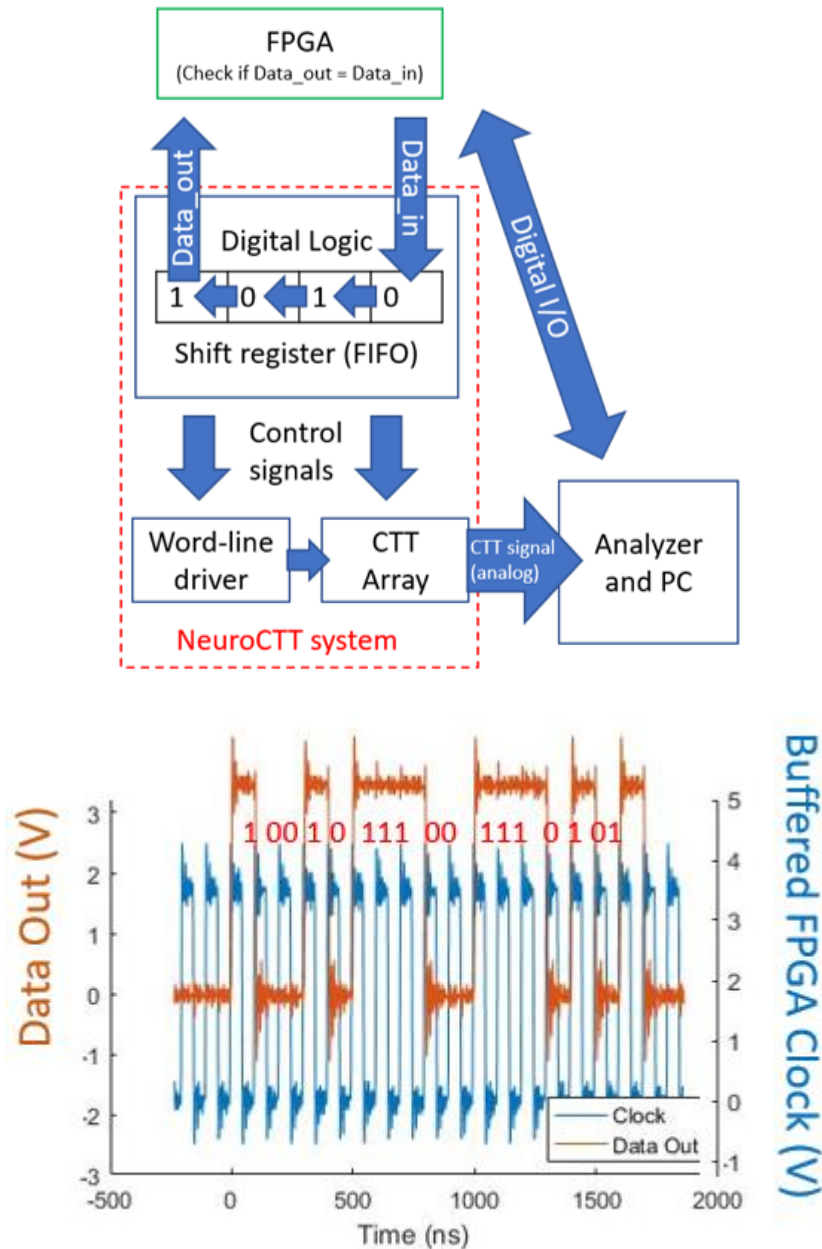 FPGA
(Check if Data_out = Data_in)
Data_out
Data_in
Digital I/O
Digital Logic
1 0 1 0
Shift register (FIFO)
Control
signals
Word-line
driver
CTT
Array
CTT signal
(analog)
Analyzer
and PC
NeuroCTT system
Data Out (V)
Buffered FPGA Clock (V)
3
2
1
0
-1
-2
-3
5
4
3
2
1
0
-1
1 00 1 0 111 00 111 0 1 01
Clock
Data Out
-500 0 500 1000 1500 2000
Time (ns)